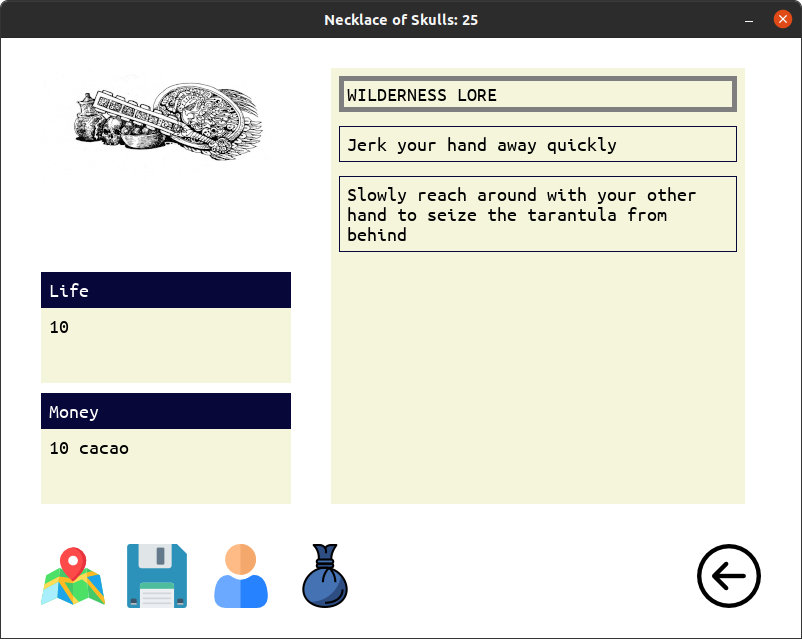 Necklace of Skulls: 25
WILDERNESS LORE
Jerk your hand away quickly
Slowly reach around with your other
hand to seize the tarantula from
behind
Life
10
Money
10 cacao